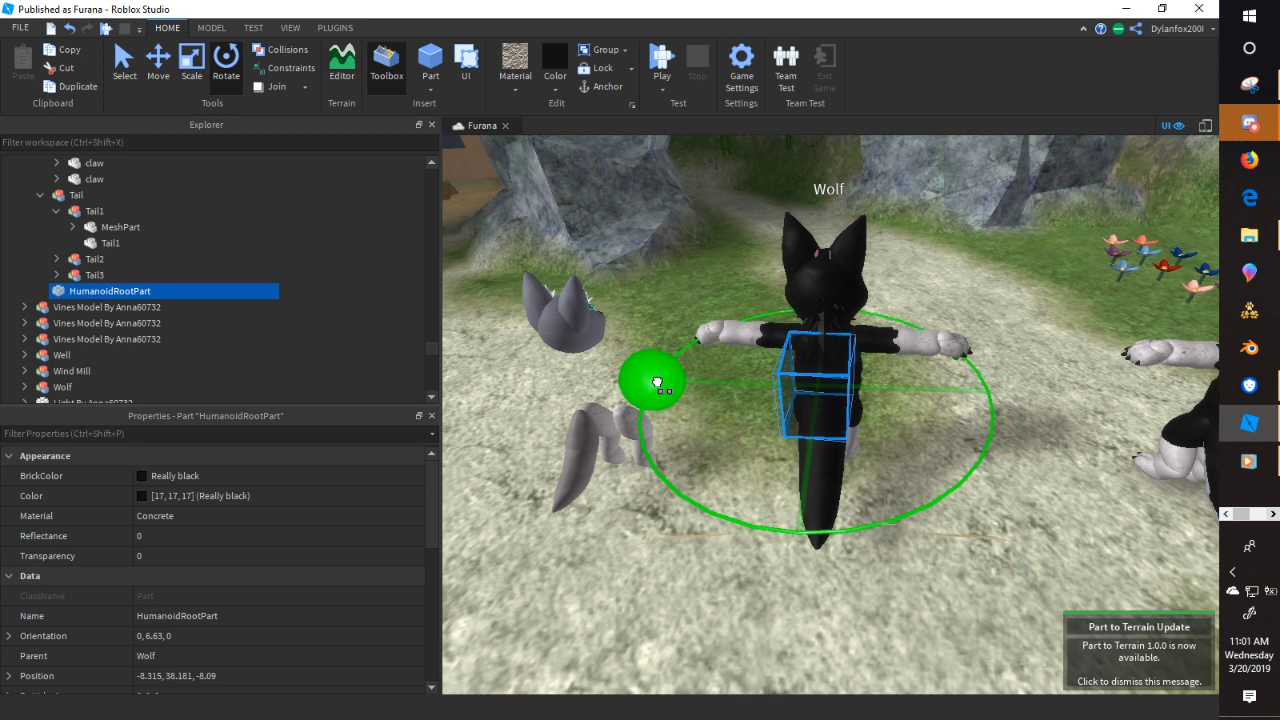 Published as Furana - Roblox Studio
FILE HOME MODEL TEST VIEW PLUGINS Dylanfox200l
Paste Copy Cut Duplicate
Select Move Scale Rotate
Collisions Constraints Join
Editor Toolbox Part UI
Material Color Group Lock Anchor
Play Stop Game Settings Team Test Exit Game
Clipboard Tools Terrain Insert Edit Test Settings Team Test
Explorer
Filter workspace (Ctrl+Shift+X)
claw
claw
Tail
Tail1
MeshPart
Tail1
Tail2
Tail3
HumanoidRootPart
Vines Model By Anna60732
Vines Model By Anna60732
Vines Model By Anna60732
Well
Wind Mill
Wolf
Light By Anna60732
Properties - Part "HumanoidRootPart"
Filter Properties (Ctrl+Shift+P)
Appearance
BrickColor Really black
Color [17, 17, 17] (Really black)
Material Concrete
Reflectance 0
Transparency 0
Data
ClassName Part
Name HumanoidRootPart
Orientation 0, 6.63, 0
Parent Wolf
Position -8.315, 38.181, -8.09
Furana
UI
Wolf
Part to Terrain Update
Part to Terrain 1.0.0 is now
available.
Click to dismiss this message.
11:01 AM
Wednesday
3/20/2019